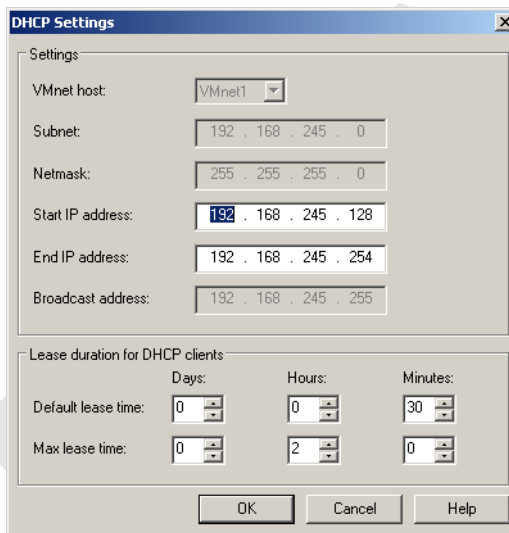 DHCP Settings
Settings
VMnet host: VMnet1
Subnet: 192 . 168 . 245 . 0
Netmask: 255 . 255 . 255 . 0
Start IP address: 192 . 168 . 245 . 128
End IP address: 192 . 168 . 245 . 254
Broadcast address: 192 . 168 . 245 . 255
Lease duration for DHCP clients
Days: Hours: Minutes:
Default lease time: 0 0 30
Max lease time: 0 2 0
OK Cancel Help